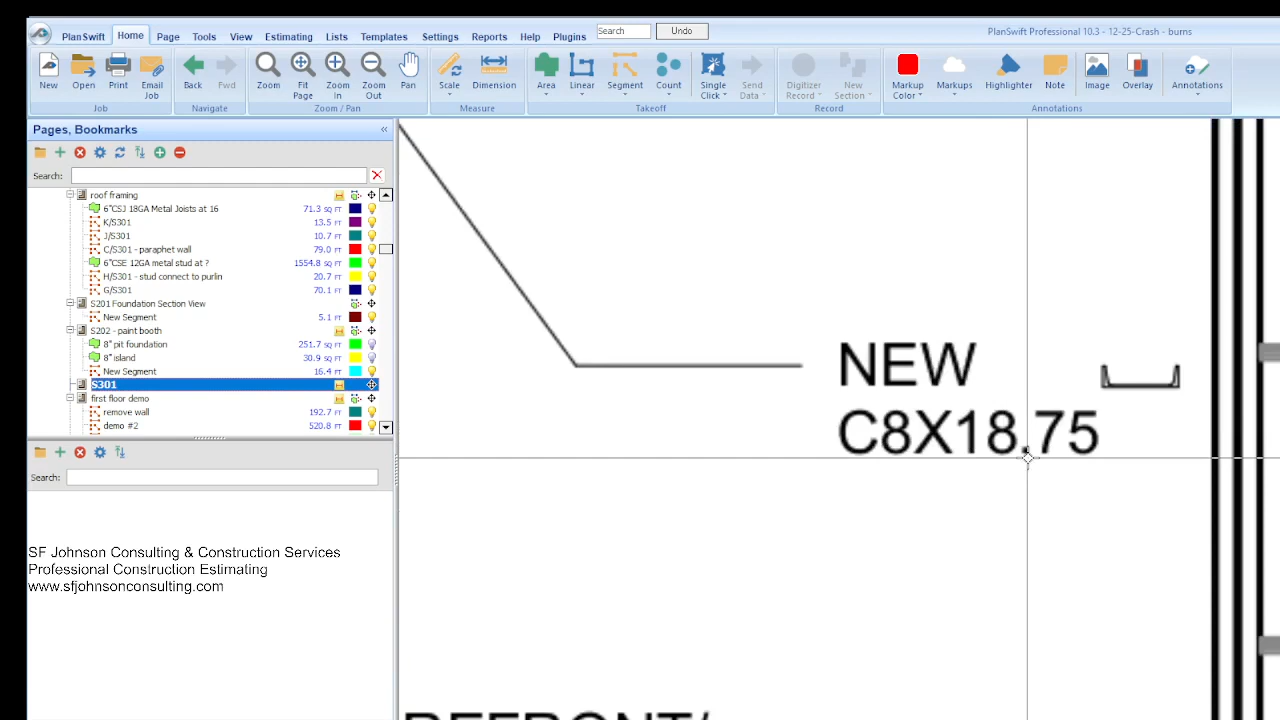 PlanSwift Home Page Tools View Estimating Lists Templates Settings Reports Help Plugins Search Undo PlanSwift Professional 10.3 - 12-25-Crash - burns
New Open Print Email Job Back Fwd Zoom Fit Page Zoom In Zoom Out Pan Scale Dimension Area Linear Segment Count Single Click Send Data Digitizer Record New Section Markup Color Markups Highlighter Note Image Overlay Annotations
Job Navigate Zoom / Pan Measure Takeoff Record Annotations
Pages, Bookmarks
Search:
roof framing
6"CSJ 18GA Metal Joists at 16 71.3 SQ FT
K/S301 13.5 FT
J/S301 10.7 FT
C/S301 - paraphet wall 79.0 FT
6"CSE 12GA metal stud at ? 1554.8 SQ FT
H/S301 - stud connect to purlin 20.7 FT
G/S301 70.1 FT
S201 Foundation Section View
New Segment 5.1 FT
S202 - paint booth
8" pit foundation 251.7 SQ FT
8" island 30.9 SQ FT
New Segment 16.4 FT
S301
first floor demo
remove wall 192.7 FT
demo #2 520.8 FT
Search:
SF Johnson Consulting & Construction Services
Professional Construction Estimating
www.sfjohnsonconsulting.com
NEW
C8X18.75